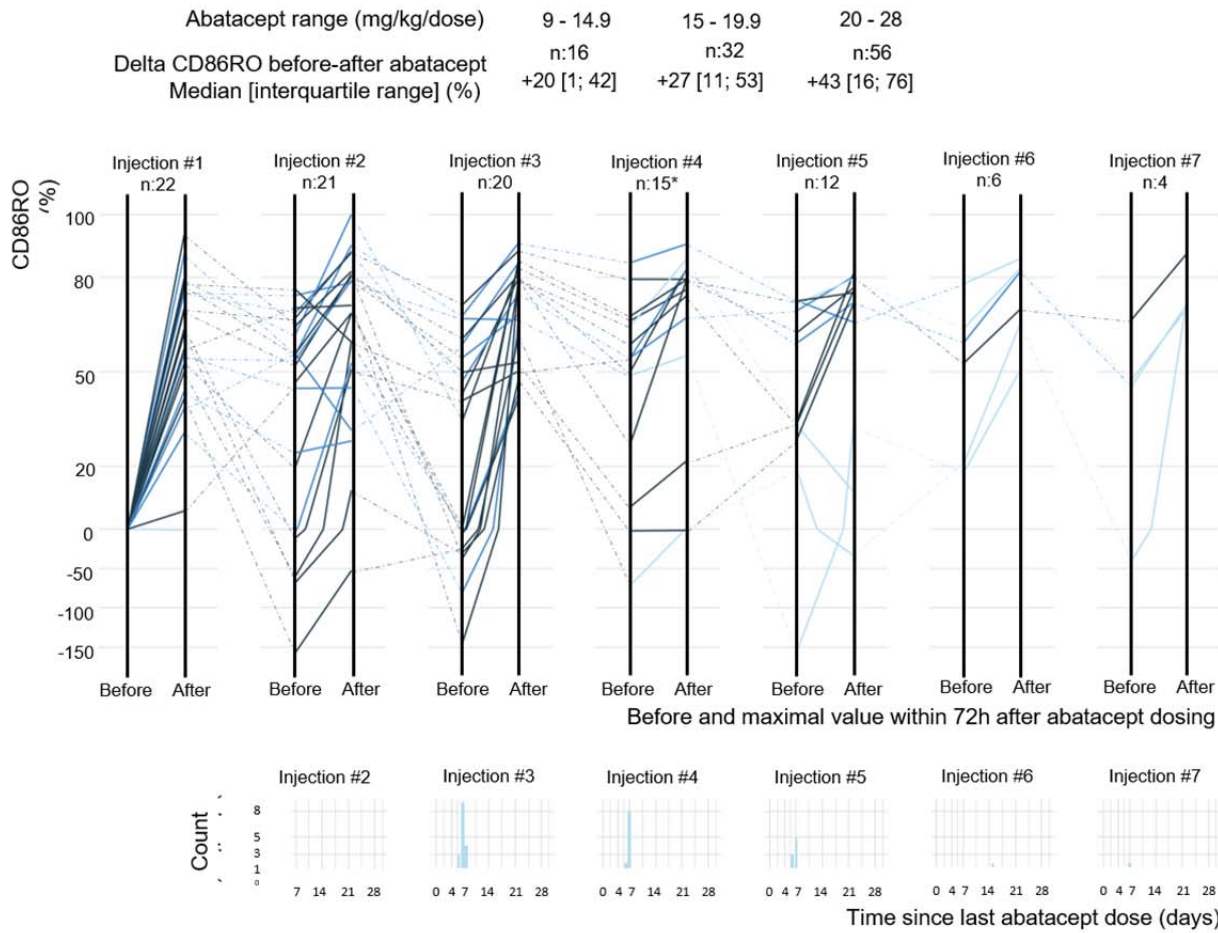 Abatacept range (mg/kg/dose) 9 - 14.9 15 - 19.9 20 - 28
n:16 n:32 n:56
Delta CD86RO before-after abatacept
Median [interquartile range] (%) +20 [1; 42] +27 [11; 53] +43 [16; 76]
Injection #1 Injection #2 Injection #3 Injection #4 Injection #5 Injection #6 Injection #7
n:22 n:21 n:20 n:15* n:12 n:6 n:4
CD86RO
(%)
100
80
50
20
0
-50
-100
-150
Before After Before After Before After Before After Before After Before After Before After
Before and maximal value within 72h after abatacept dosing
Injection #2 Injection #3 Injection #4 Injection #5 Injection #6 Injection #7
Count
8
5
3
1
0
7 14 21 28 0 4 7 14 21 28 0 4 7 14 21 28 0 4 7 14 21 28 0 4 7 14 21 28 0 4 7 14 21 28
Time since last abatacept dose (days)